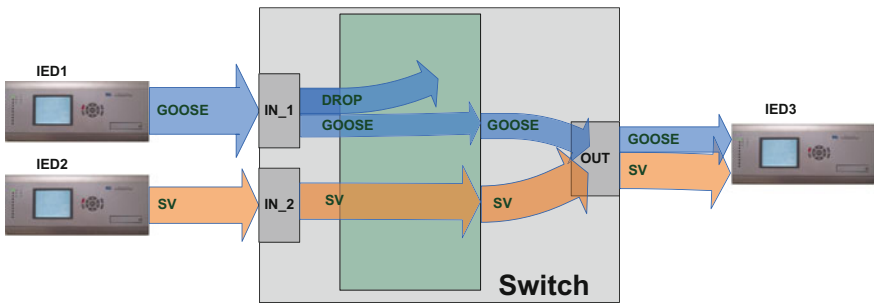 IED1
GOOSE
IN_1
DROP
GOOSE
GOOSE
OUT
GOOSE
IED3
IED2
SV
IN_2
SV
SV
SV
Switch